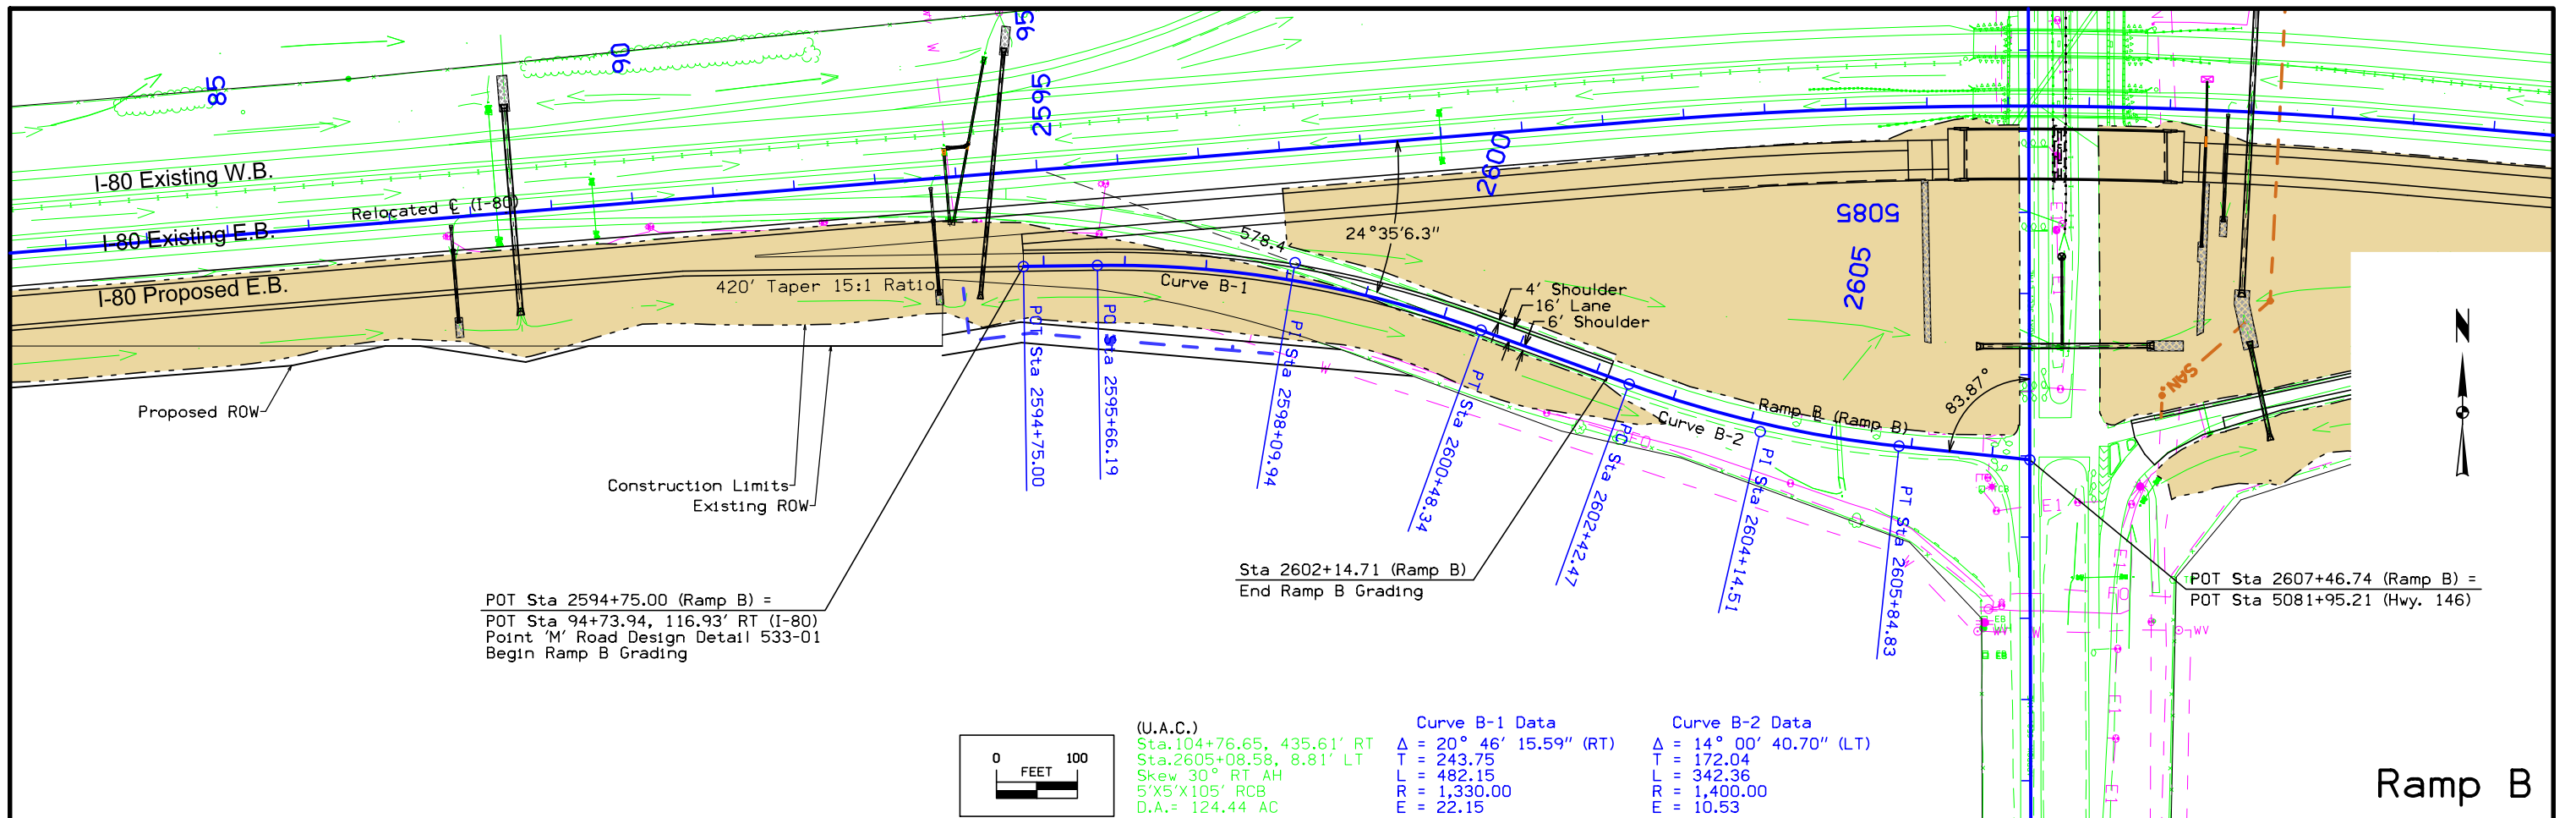 85
90
95
2595
2600
5085
2605
I-80 Existing W.B.
Relocated ℄ (I-80)
I-80 Existing E.B.
I-80 Proposed E.B.
420' Taper 15:1 Ratio
Curve B-1
578.4'
24°35'6.3"
4' Shoulder
16' Lane
6' Shoulder
Curve B-2
Ramp B (Ramp B)
83.87°
SAN.
N
Proposed ROW
Construction Limits
Existing ROW
POT Sta 2594+75.00
PC Sta 2595+66.19
PI Sta 2598+09.94
PT Sta 2600+48.34
PC Sta 2602+42.47
PI Sta 2604+14.51
PT Sta 2605+84.83
POT Sta 2594+75.00 (Ramp B) =
POT Sta 94+73.94, 116.93' RT (I-80)
Point 'M' Road Design Detail 533-01
Begin Ramp B Grading
Sta 2602+14.71 (Ramp B)
End Ramp B Grading
POT Sta 2607+46.74 (Ramp B) =
POT Sta 5081+95.21 (Hwy. 146)
W
W
FO
E1
E1
FO
E1
E1
EB
EB
WV
W
WV
0 100
FEET
(U.A.C.)
Sta.104+76.65, 435.61' RT
Sta.2605+08.58, 8.81' LT
Skew 30° RT AH
5'X5'X105' RCB
D.A.= 124.44 AC
Curve B-1 Data
Δ = 20° 46' 15.59" (RT)
T = 243.75
L = 482.15
R = 1,330.00
E = 22.15
Curve B-2 Data
Δ = 14° 00' 40.70" (LT)
T = 172.04
L = 342.36
R = 1,400.00
E = 10.53
Ramp B